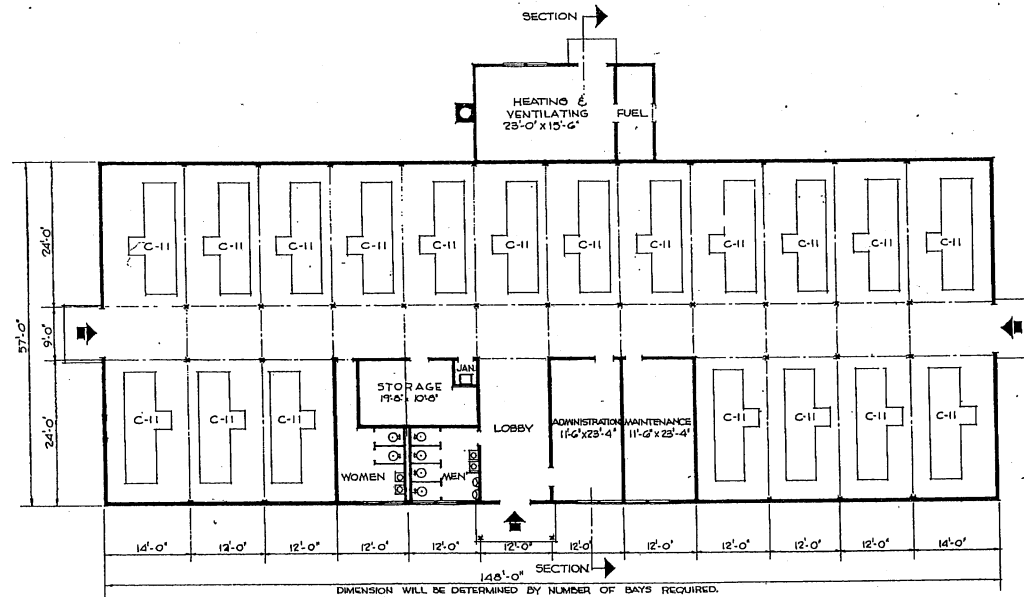 SECTION
HEATING &
VENTILATING
23'-0" X 15'-6"
FUEL
C-11 C-11 C-11 C-11 C-11 C-11 C-11 C-11 C-11 C-11 C-11 C-11
24'-0"
57'-0"
9'-0"
24'-0"
JAN.
STORAGE
19'-8" X 10'-8"
C-11 C-11 C-11
LOBBY
ADMINISTRATION
11'-6" X 23'-4"
MAINTENANCE
11'-6" X 23'-4"
C-11 C-11 C-11 C-11
WOMEN
MEN
14'-0" 12'-0" 12'-0" 12'-0" 12'-0" 12'-0" 12'-0" 12'-0" 12'-0" 12'-0" 12'-0" 14'-0"
SECTION
148'-0"
DIMENSION WILL BE DETERMINED BY NUMBER OF BAYS REQUIRED.